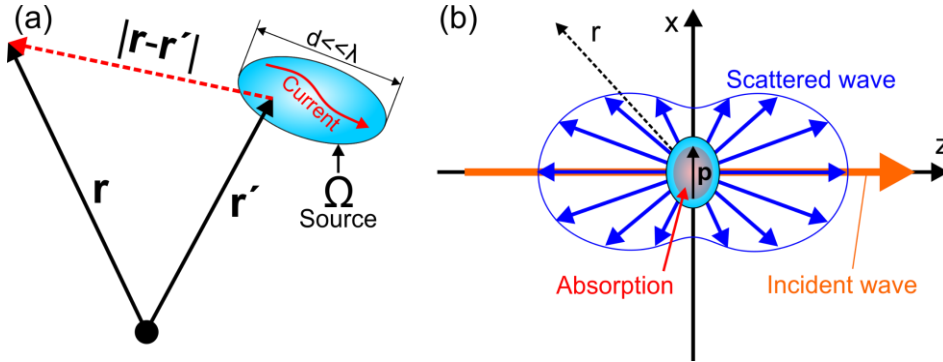 (a)
|r-r´|
d<<λ
Current
r
r´
Ω
Source
(b)
x
r
Scattered wave
z
p
Absorption
Incident wave